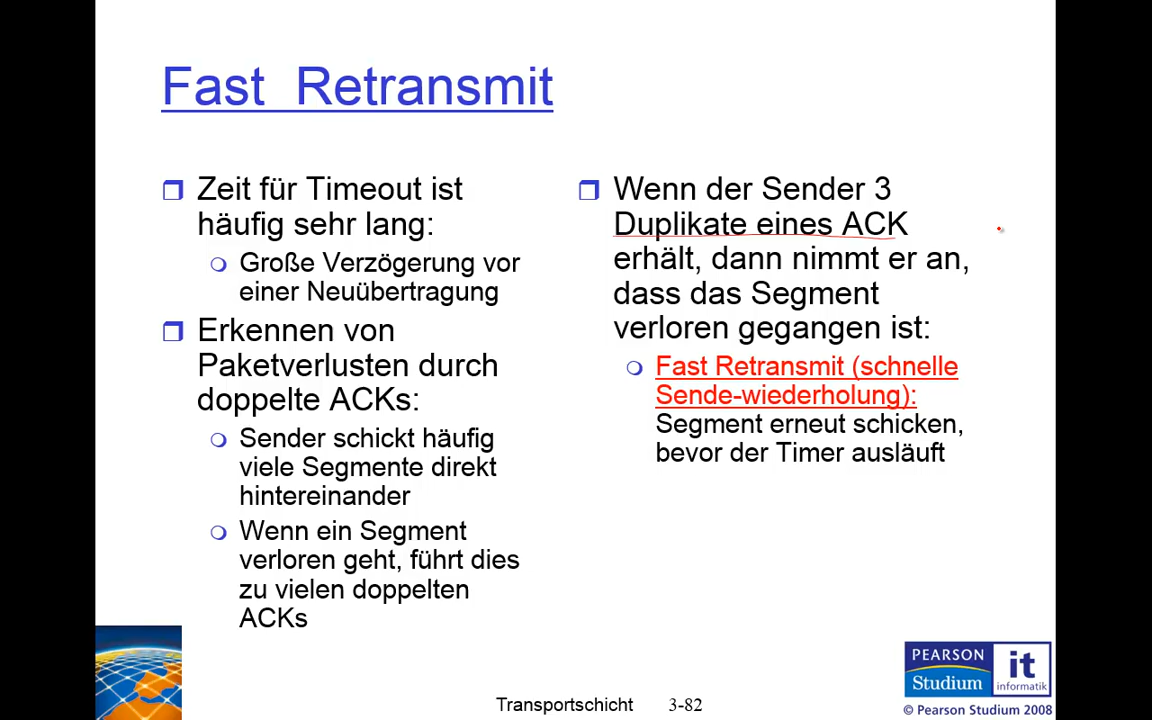 Fast Retransmit
Zeit für Timeout ist
häufig sehr lang:
Große Verzögerung vor
einer Neuübertragung
Erkennen von
Paketverlusten durch
doppelte ACKs:
Sender schickt häufig
viele Segmente direkt
hintereinander
Wenn ein Segment
verloren geht, führt dies
zu vielen doppelten
ACKs
Wenn der Sender 3
Duplikate eines ACK
erhält, dann nimmt er an,
dass das Segment
verloren gegangen ist:
Fast Retransmit (schnelle
Sende-wiederholung):
Segment erneut schicken,
bevor der Timer ausläuft
Transportschicht 3-82
PEARSON
Studium
it
informatik
© Pearson Studium 2008